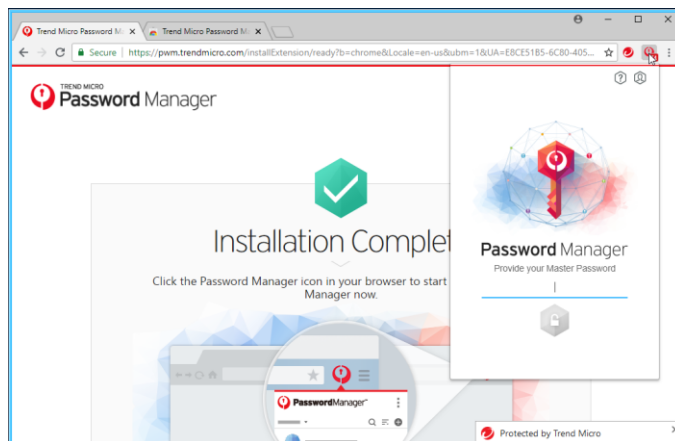 Trend Micro Password M
Trend Micro Password M
Secure
https://pwm.trendmicro.com/installExtension/ready?b=chrome&Locale=en-us&ubm=1&UA=E8CE51B5-6C80-405...
TREND MICRO
Password Manager
Installation Complet
Click the Password Manager icon in your browser to start
Manager now.
PasswordManager
Password Manager
Provide your Master Password
Protected by Trend Micro